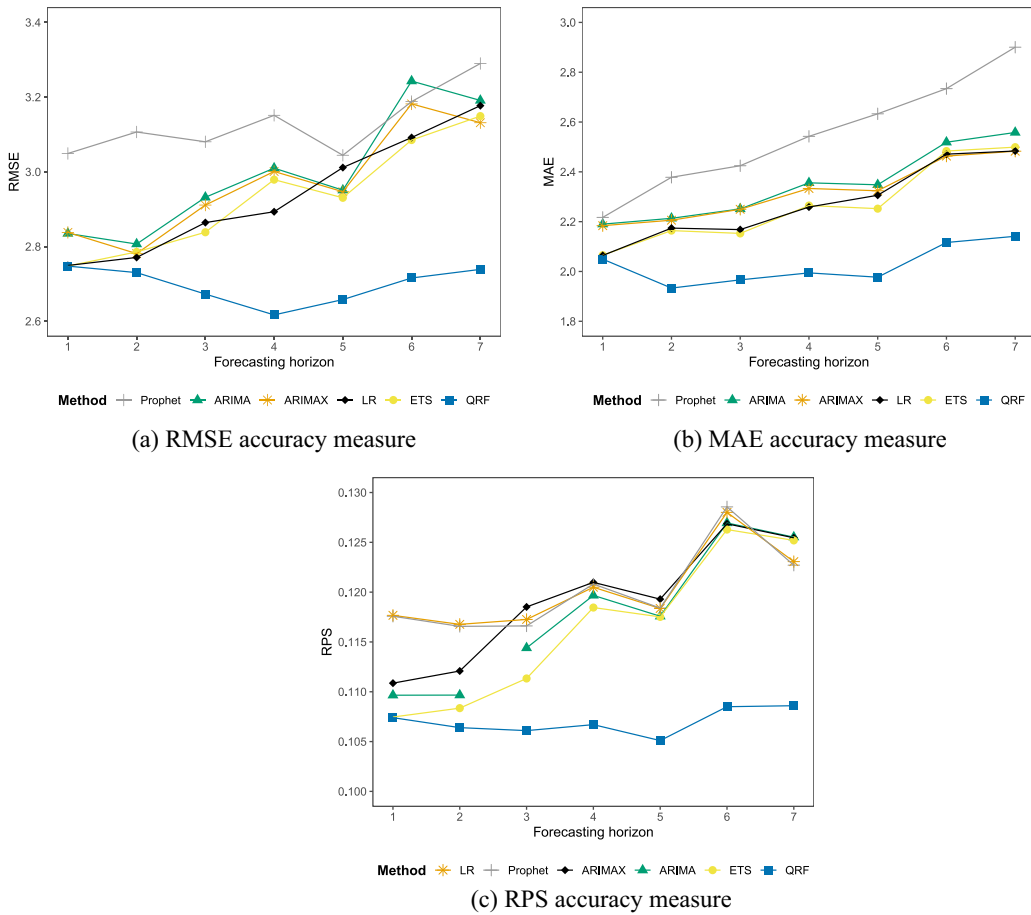 3.4
3.2
3.0
2.8
2.6
RMSE
1 2 3 4 5 6 7
Forecasting horizon
Method Prophet ARIMA ARIMAX LR ETS QRF
(a) RMSE accuracy measure
3.0
2.8
2.6
2.4
2.2
2.0
1.8
MAE
1 2 3 4 5 6 7
Forecasting horizon
Method Prophet ARIMA ARIMAX LR ETS QRF
(b) MAE accuracy measure
0.130
0.125
0.120
0.115
0.110
0.105
0.100
RPS
1 2 3 4 5 6 7
Forecasting horizon
Method LR Prophet ARIMAX ARIMA ETS QRF
(c) RPS accuracy measure